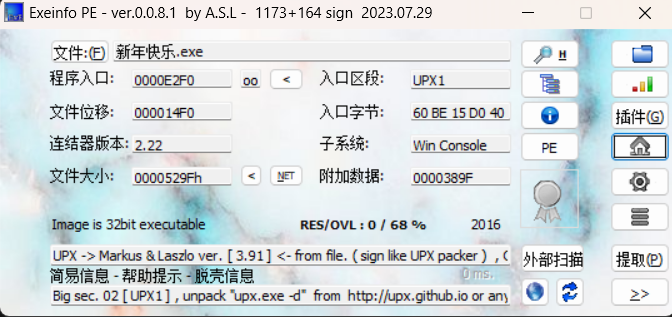 Exeinfo PE - ver.0.0.8.1 by A.S.L - 1173+164 sign 2023.07.29
文件:(F) 新年快乐.exe H
程序入口: 0000E2F0 oo < 入口区段: UPX1
文件位移: 000014F0 入口字节: 60 BE 15 D0 40 插件(G)
连结器版本: 2.22 子系统: Win Console PE
文件大小: 0000529Fh < NET 附加数据: 0000389F
Image is 32bit executable RES/OVL : 0 / 68 % 2016
UPX -> Markus & Laszlo ver. [ 3.91 ] <- from file. ( sign like UPX packer ) , 外部扫描 提取(P)
简易信息 - 帮助提示 - 脱壳信息 0 ms.
Big sec. 02 [ UPX1 ] , unpack "upx.exe -d" from http://upx.github.io or any >>